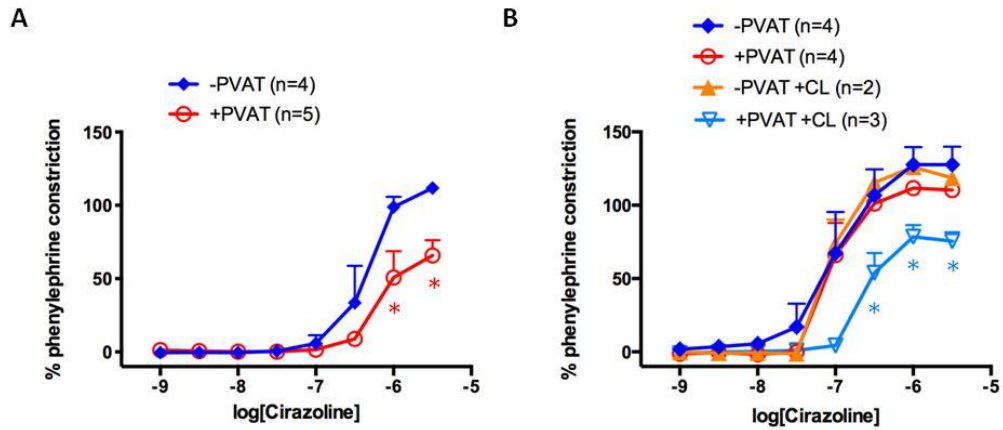 A
-PVAT (n=4)
+PVAT (n=5)
% phenylephrine constriction
150
100
50
0
-9
-8
-7
-6
-5
log[Cirazoline]
*
*
B
-PVAT (n=4)
+PVAT (n=4)
-PVAT +CL (n=2)
+PVAT +CL (n=3)
% phenylephrine constriction
150
100
50
0
-9
-8
-7
-6
-5
log[Cirazoline]
*
*
*